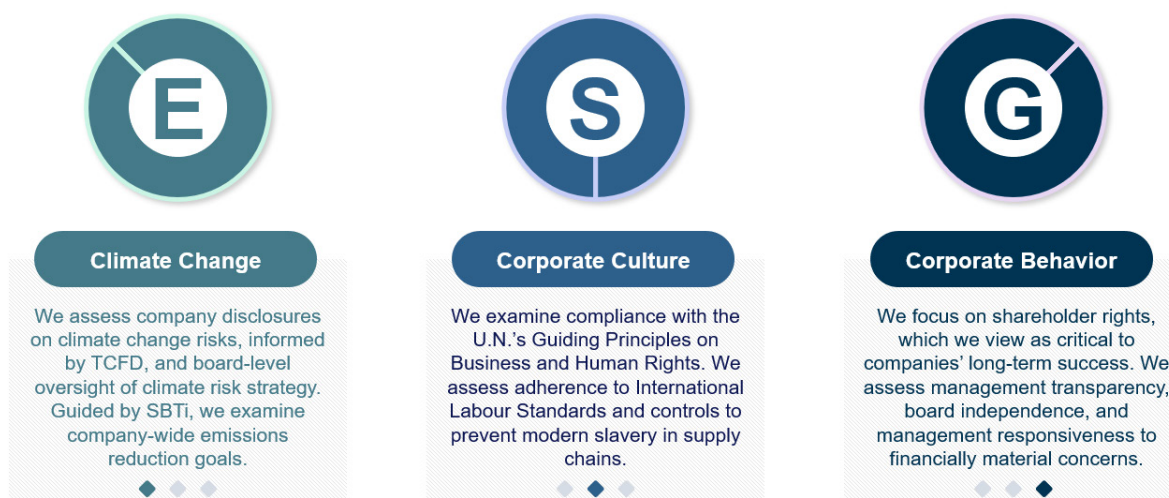 E
Climate Change
We assess company disclosures
on climate change risks, informed
by TCFD, and board-level
oversight of climate risk strategy.
Guided by SBTi, we examine
company-wide emissions
reduction goals.
S
Corporate Culture
We examine compliance with the
U.N.’s Guiding Principles on
Business and Human Rights. We
assess adherence to International
Labour Standards and controls to
prevent modern slavery in supply
chains.
G
Corporate Behavior
We focus on shareholder rights,
which we view as critical to
companies’ long-term success. We
assess management transparency,
board independence, and
management responsiveness to
financially material concerns.